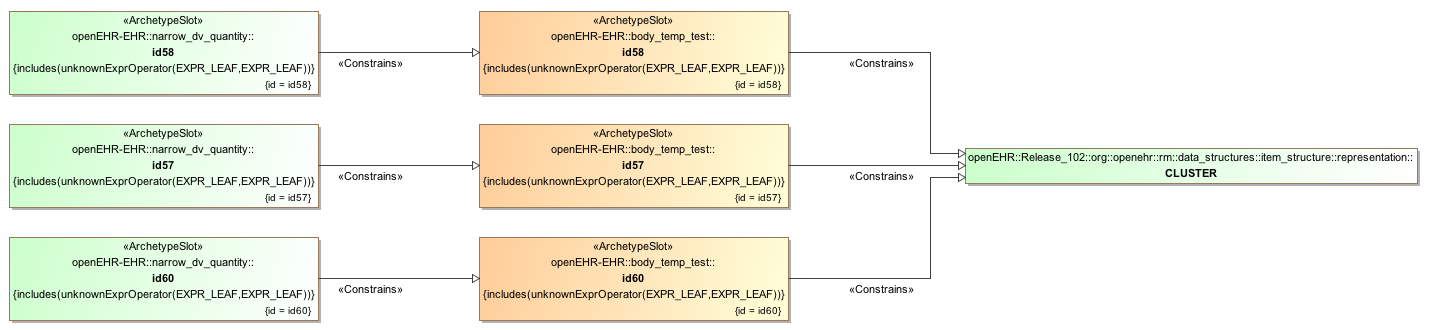 «ArchetypeSlot»
openEHR-EHR::narrow_dv_quantity::
id58
{includes(unknownExprOperator(EXPR_LEAF,EXPR_LEAF))}
{id = id58}
«Constrains»
«ArchetypeSlot»
openEHR-EHR::body_temp_test::
id58
{includes(unknownExprOperator(EXPR_LEAF,EXPR_LEAF))}
{id = id58}
«Constrains»
«ArchetypeSlot»
openEHR-EHR::narrow_dv_quantity::
id57
{includes(unknownExprOperator(EXPR_LEAF,EXPR_LEAF))}
{id = id57}
«Constrains»
«ArchetypeSlot»
openEHR-EHR::body_temp_test::
id57
{includes(unknownExprOperator(EXPR_LEAF,EXPR_LEAF))}
{id = id57}
«Constrains»
openEHR::Release_102::org::openehr::rm::data_structures::item_structure::representation::
CLUSTER
«ArchetypeSlot»
openEHR-EHR::narrow_dv_quantity::
id60
{includes(unknownExprOperator(EXPR_LEAF,EXPR_LEAF))}
{id = id60}
«Constrains»
«ArchetypeSlot»
openEHR-EHR::body_temp_test::
id60
{includes(unknownExprOperator(EXPR_LEAF,EXPR_LEAF))}
{id = id60}
«Constrains»